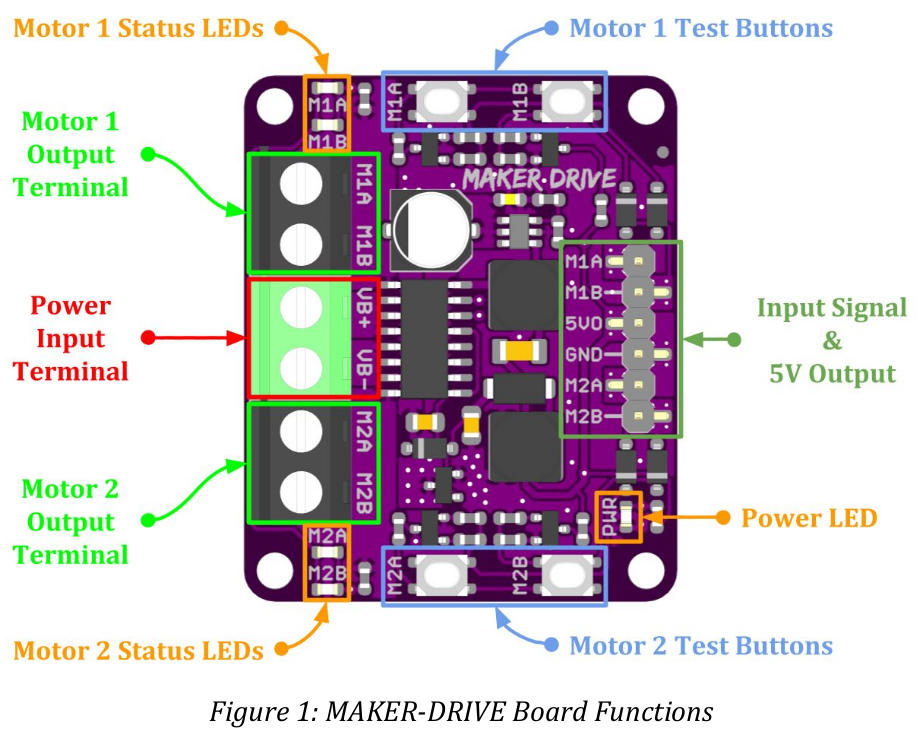 Motor 1 Status LEDs
Motor 1 Test Buttons
M1A
M1B
M1A
M1B
Motor 1
Output
Terminal
M1A
M1B
MAKER-DRIVE
Power
Input
Terminal
VB+
VB-
M1A
M1B
5VO
GND
M2A
M2B
Input Signal
&
5V Output
Motor 2
Output
Terminal
M2A
M2B
PWR
Power LED
M2A
M2B
M2A
M2B
Motor 2 Status LEDs
Motor 2 Test Buttons
Figure 1: MAKER-DRIVE Board Functions